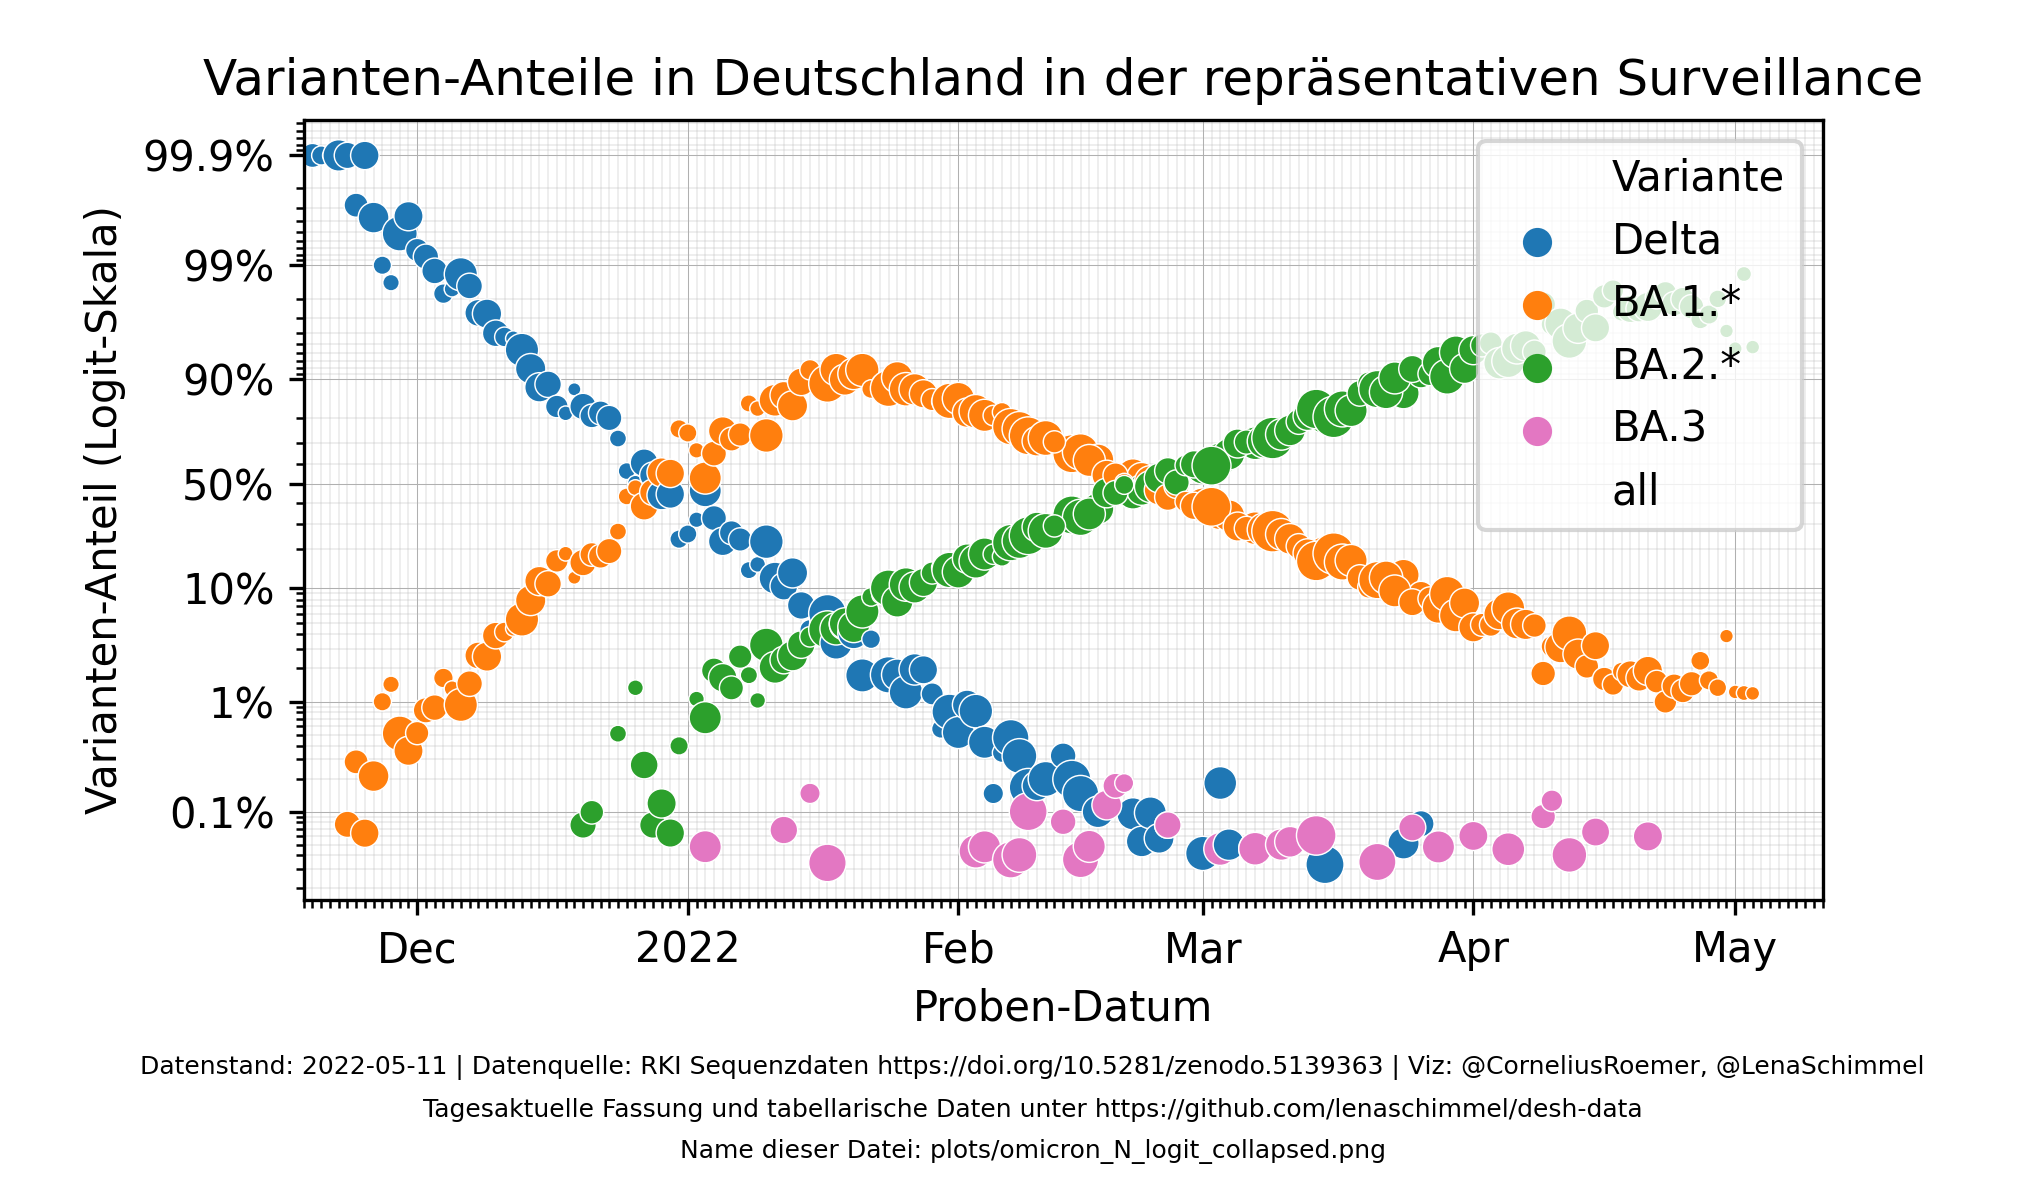 Varianten-Anteile in Deutschland in der repräsentativen Surveillance
Varianten-Anteil (Logit-Skala)
99.9%
99%
90%
50%
10%
1%
0.1%
Variante
Delta
BA.1.*
BA.2.*
BA.3
all
Dec
2022
Feb
Mar
Apr
May
Proben-Datum
Datenstand: 2022-05-11 | Datenquelle: RKI Sequenzdaten https://doi.org/10.5281/zenodo.5139363 | Viz: @CorneliusRoemer, @LenaSchimmel
Tagesaktuelle Fassung und tabellarische Daten unter https://github.com/lenaschimmel/desh-data
Name dieser Datei: plots/omicron_N_logit_collapsed.png